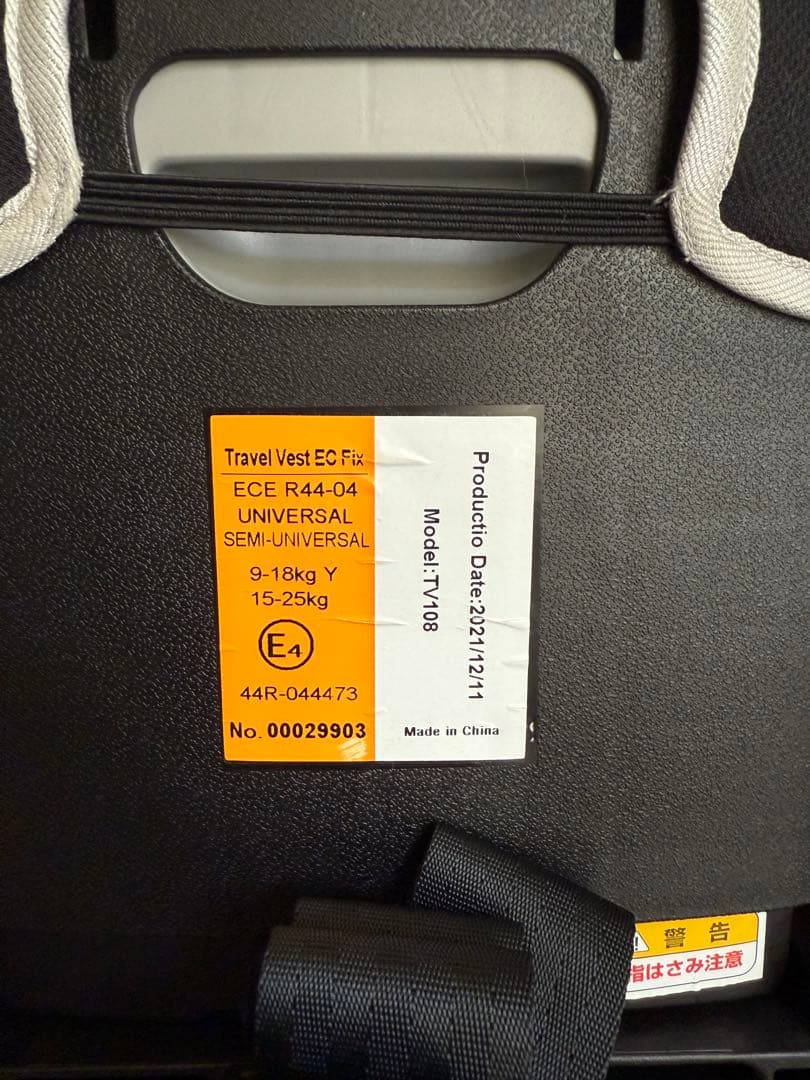 Travel Vest EC Fix
ECE R44-04
UNIVERSAL
SEMI-UNIVERSAL
9-18kg Y
15-25kg
E4
44R-044473
No. 00029903
Productio Date:2021/12/11
Model:TV108
Made in China
警告
指はさみ注意